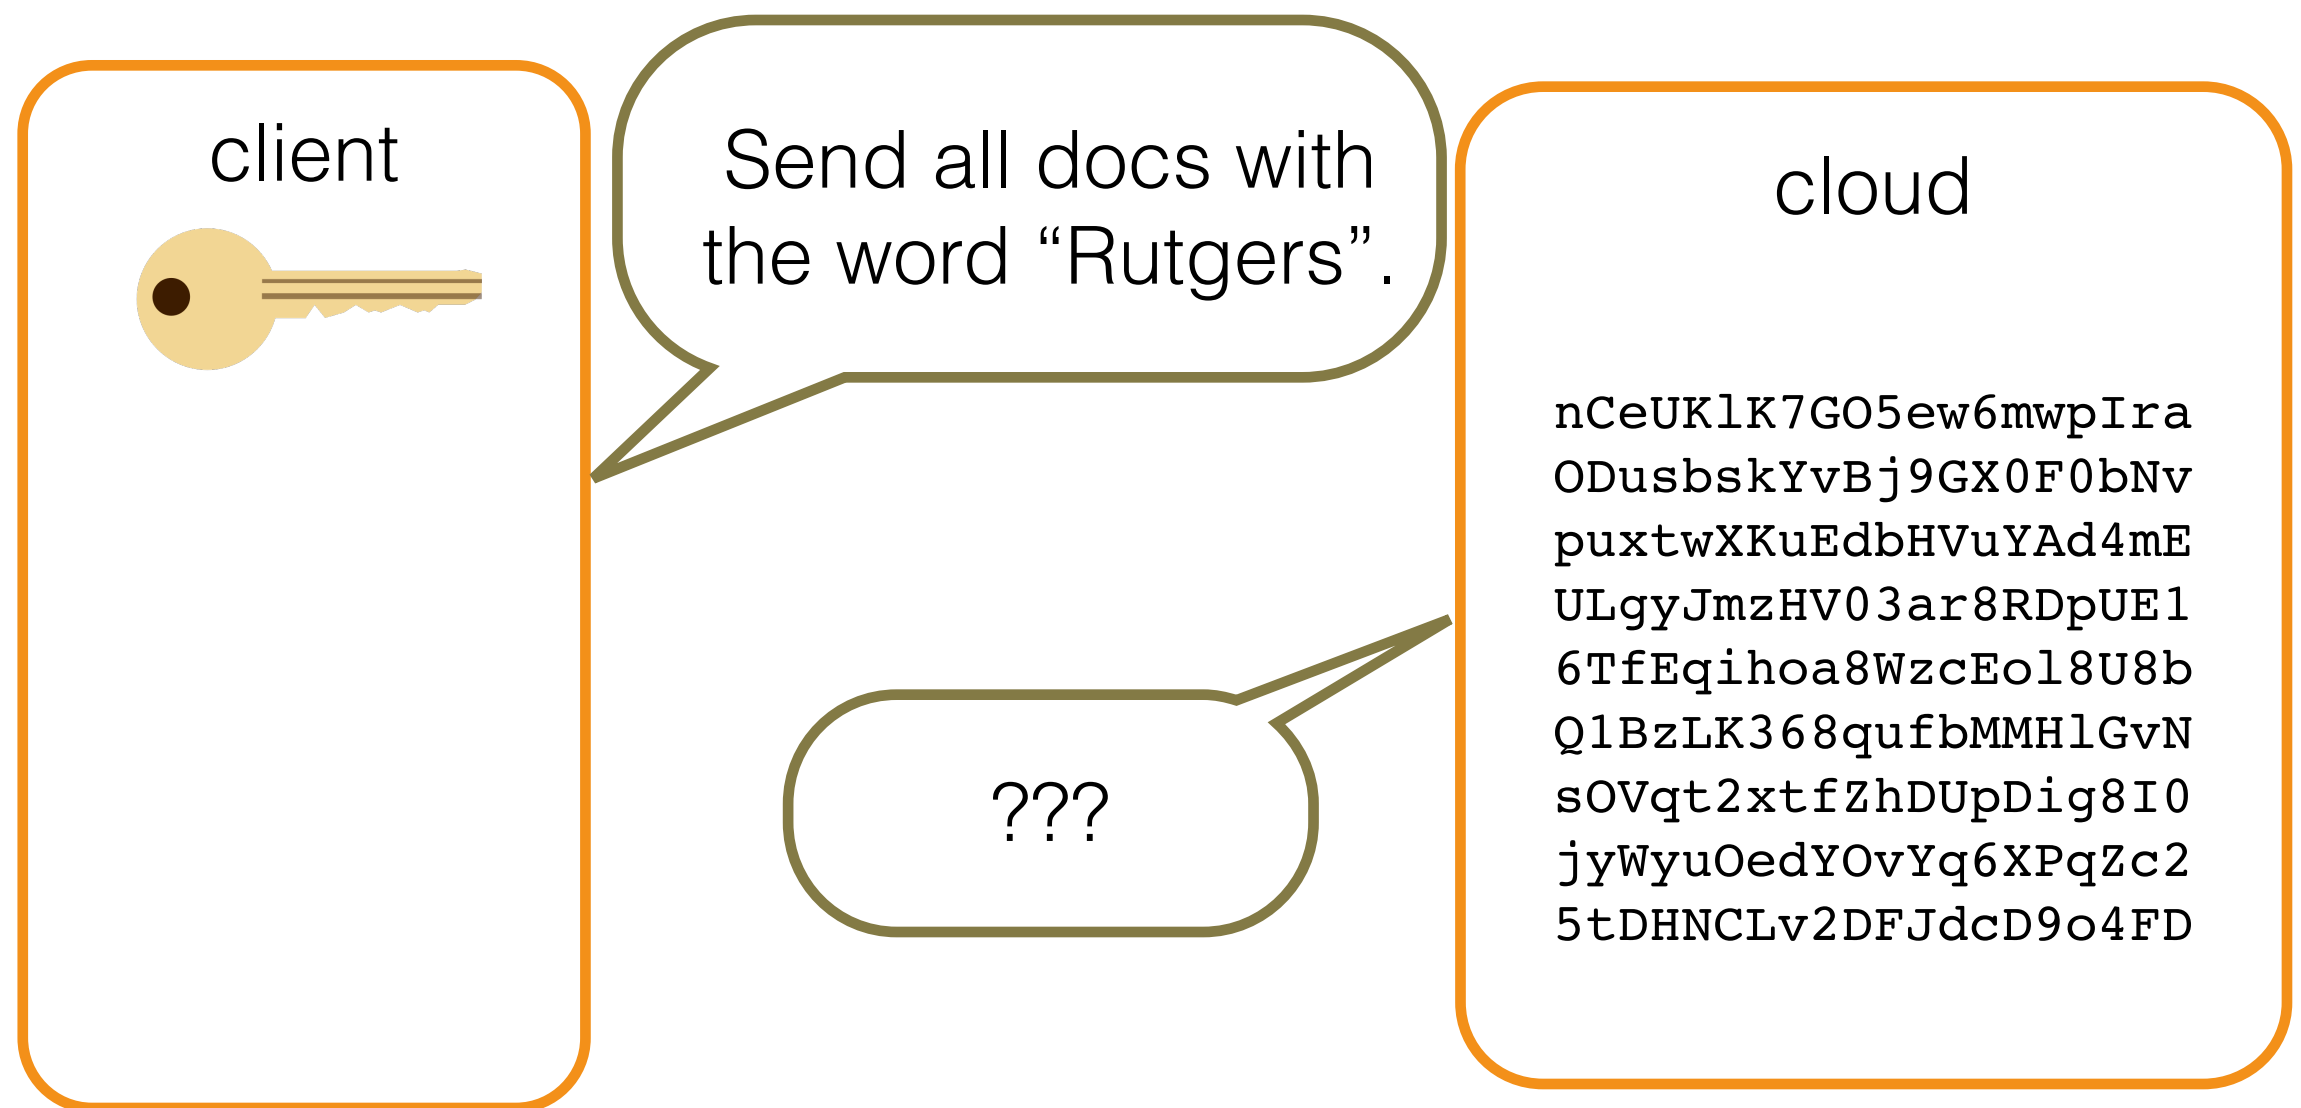 client
Send all docs with
the word “Rutgers”.
cloud
nCeUKlK7GO5ew6mwpIra
ODusbskYvBj9GX0F0bNv
puxtwXKuEdbHVuYAd4mE
ULgyJmzHV03ar8RDpUE1
6TfEqihoa8WzcEol8U8b
Q1BzLK368qufbMMHlGvN
sOVqt2xtfZhDUpDig8I0
jyWyuOedYOvYq6XPqZc2
5tDHNCLv2DFJdcD9o4FD
???